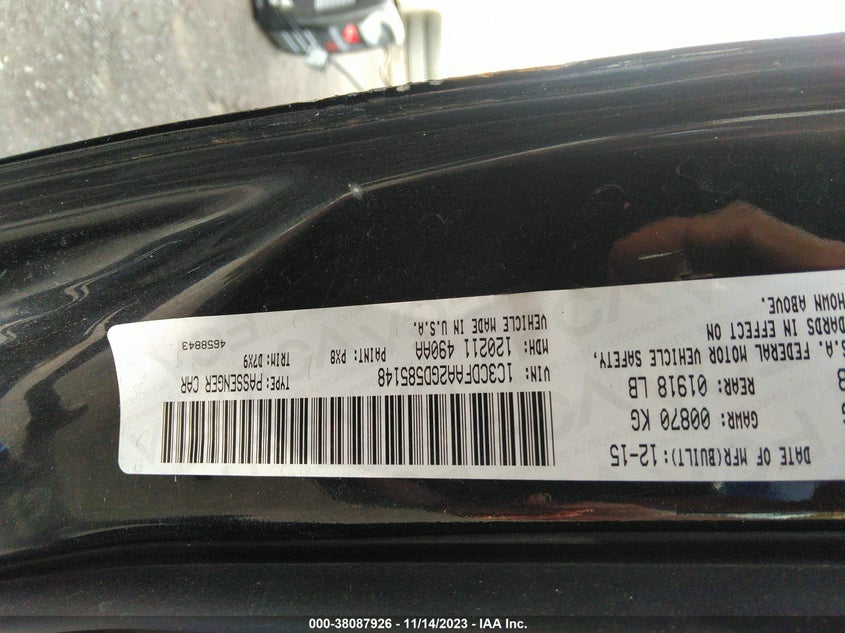 DATE OF MFR(BUILT): 12-15
GAWR: 00870 KG
REAR: 01918 LB
S.A. FEDERAL MOTOR VEHICLE SAFETY,
DARDS IN EFFECT ON
HOWN ABOVE.
VIN: 1C3CDFAA2GD585148 TYPE: PASSENGER CAR
MDH: 120211 490AA PAINT: PX8 TRIM: D7X9
VEHICLE MADE IN U.S.A. 4658843
000-38087926 - 11/14/2023 - IAA Inc.